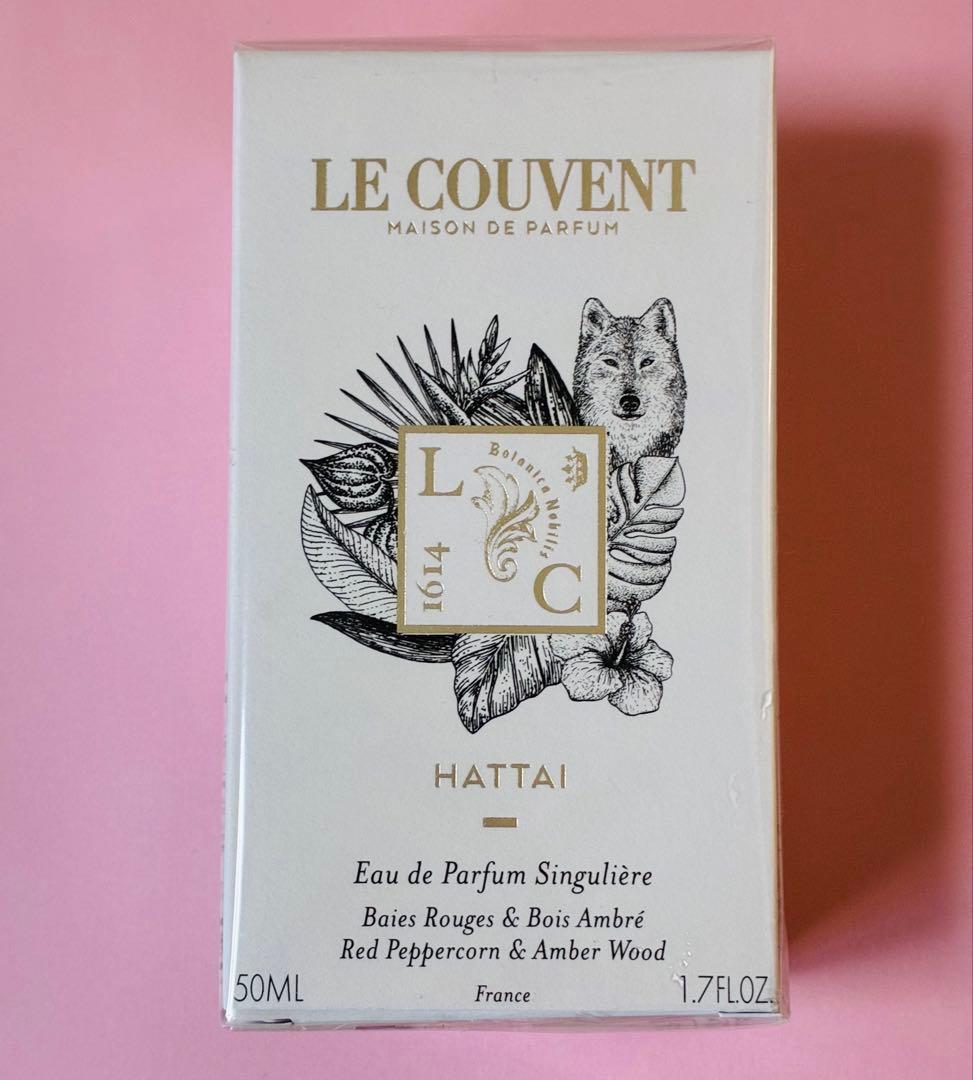 LE COUVENT
MAISON DE PARFUM
L
Botanica Nobilis
1614
C
HATTAI
Eau de Parfum Singulière
Baies Rouges & Bois Ambré
Red Peppercorn & Amber Wood
50ML
France
1.7FL.OZ.